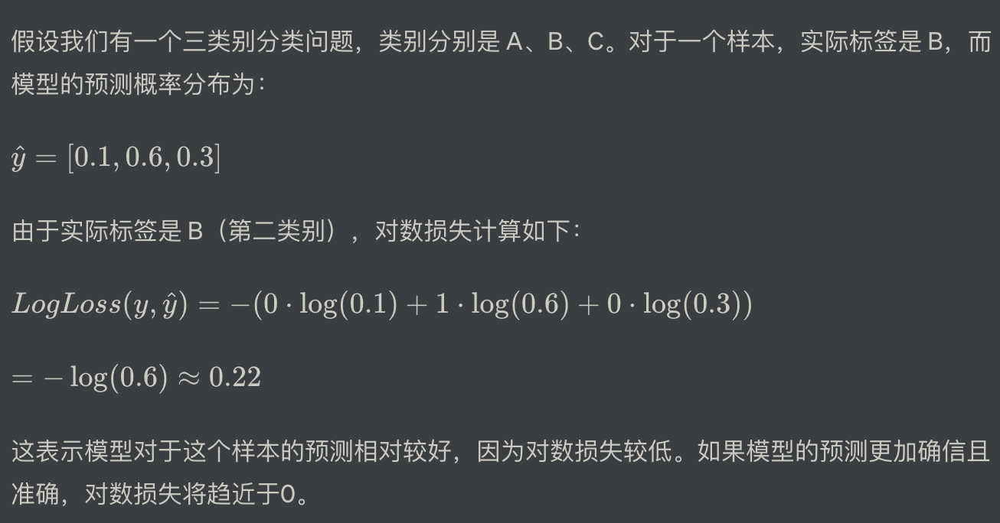 假设我们有一个三类别分类问题，类别分别是 A、B、C。对于一个样本，实际标签是 B，而
模型的预测概率分布为：
ŷ = [0.1, 0.6, 0.3]
由于实际标签是 B（第二类别），对数损失计算如下：
LogLoss(y, ŷ) = −(0 · log(0.1) + 1 · log(0.6) + 0 · log(0.3))
= − log(0.6) ≈ 0.22
这表示模型对于这个样本的预测相对较好，因为对数损失较低。如果模型的预测更加确信且
准确，对数损失将趋近于0。